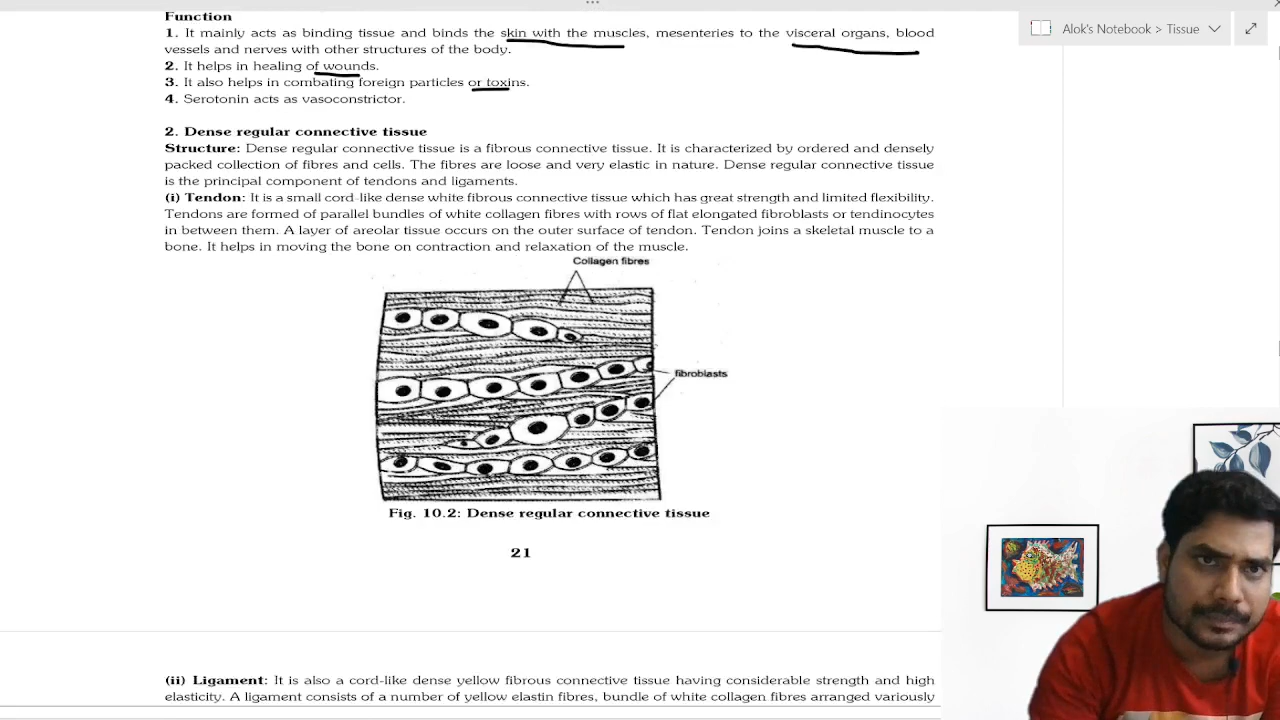 Function
1. It mainly acts as binding tissue and binds the skin with the muscles, mesenteries to the visceral organs, blood
vessels and nerves with other structures of the body.
2. It helps in healing of wounds.
3. It also helps in combating foreign particles or toxins.
4. Serotonin acts as vasoconstrictor.
Alok's Notebook > Tissue
2. Dense regular connective tissue
Structure: Dense regular connective tissue is a fibrous connective tissue. It is characterized by ordered and densely
packed collection of fibres and cells. The fibres are loose and very elastic in nature. Dense regular connective tissue
is the principal component of tendons and ligaments.
(i) Tendon: It is a small cord-like dense white fibrous connective tissue which has great strength and limited flexibility.
Tendons are formed of parallel bundles of white collagen fibres with rows of flat elongated fibroblasts or tendinocytes
in between them. A layer of areolar tissue occurs on the outer surface of tendon. Tendon joins a skeletal muscle to a
bone. It helps in moving the bone on contraction and relaxation of the muscle.
Collagen fibres
fibroblasts
Fig. 10.2: Dense regular connective tissue
21
(ii) Ligament: It is also a cord-like dense yellow fibrous connective tissue having considerable strength and high
elasticity. A ligament consists of a number of yellow elastin fibres, bundle of white collagen fibres arranged variously